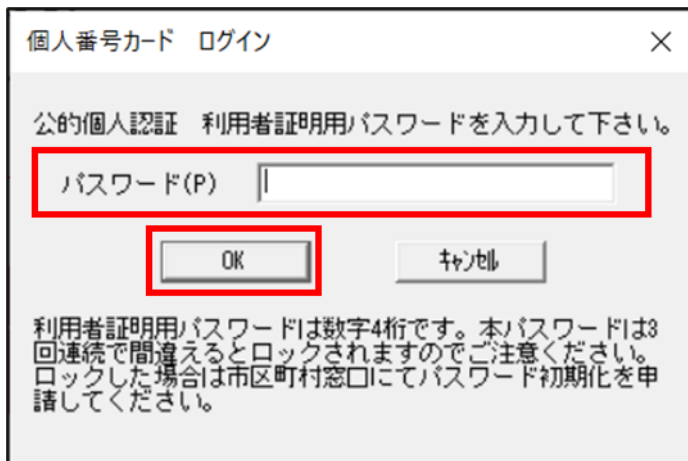 個人番号カード　ログイン
公的個人認証　利用者証明用パスワードを入力して下さい。
パスワード(P)
OK
ｷｬﾝｾﾙ
利用者証明用パスワードは数字4桁です。本パスワードは3
回連続で間違えるとロックされますのでご注意ください。
ロックした場合は市区町村窓口にてパスワード初期化を申
請してください。